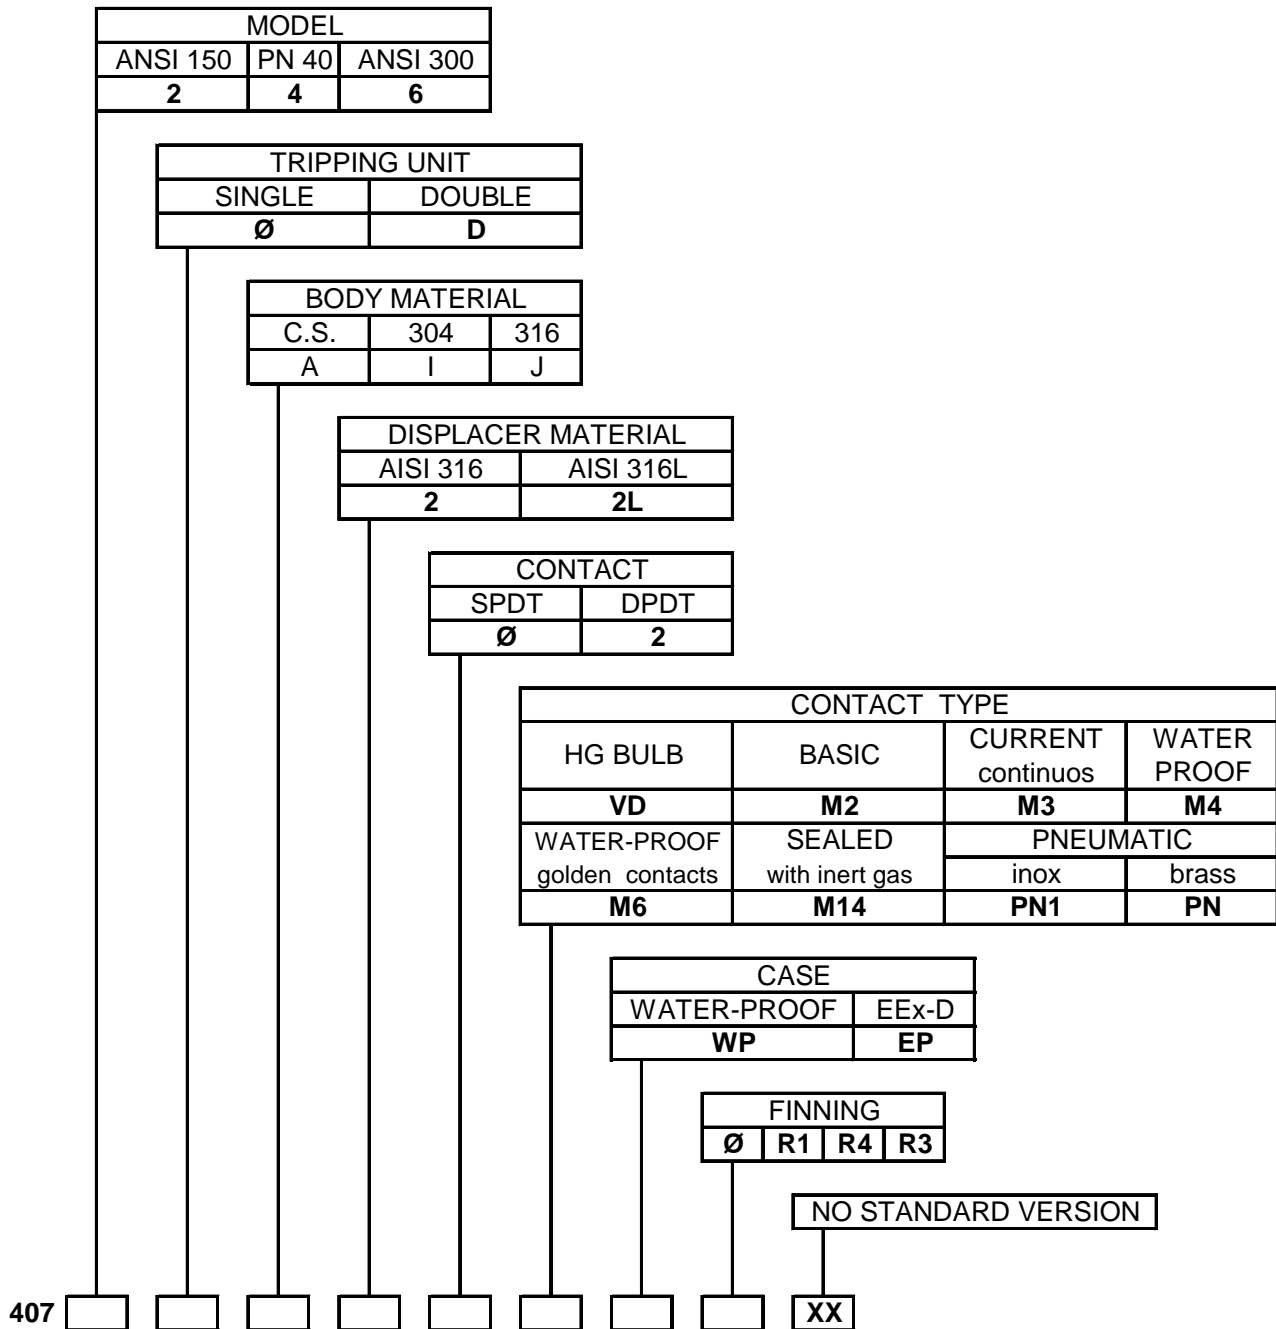 MODEL
ANSI 150 PN 40 ANSI 300
2 4 6
TRIPPING UNIT
SINGLE DOUBLE
Ø D
BODY MATERIAL
C.S. 304 316
A I J
DISPLACER MATERIAL
AISI 316 AISI 316L
2 2L
CONTACT
SPDT DPDT
Ø 2
CONTACT TYPE
HG BULB BASIC CURRENT continuos WATER PROOF
VD M2 M3 M4
WATER-PROOF golden contacts SEALED with inert gas PNEUMATIC
inox brass
M6 M14 PN1 PN
CASE
WATER-PROOF EEx-D
WP EP
FINNING
Ø R1 R4 R3
NO STANDARD VERSION
407 XX